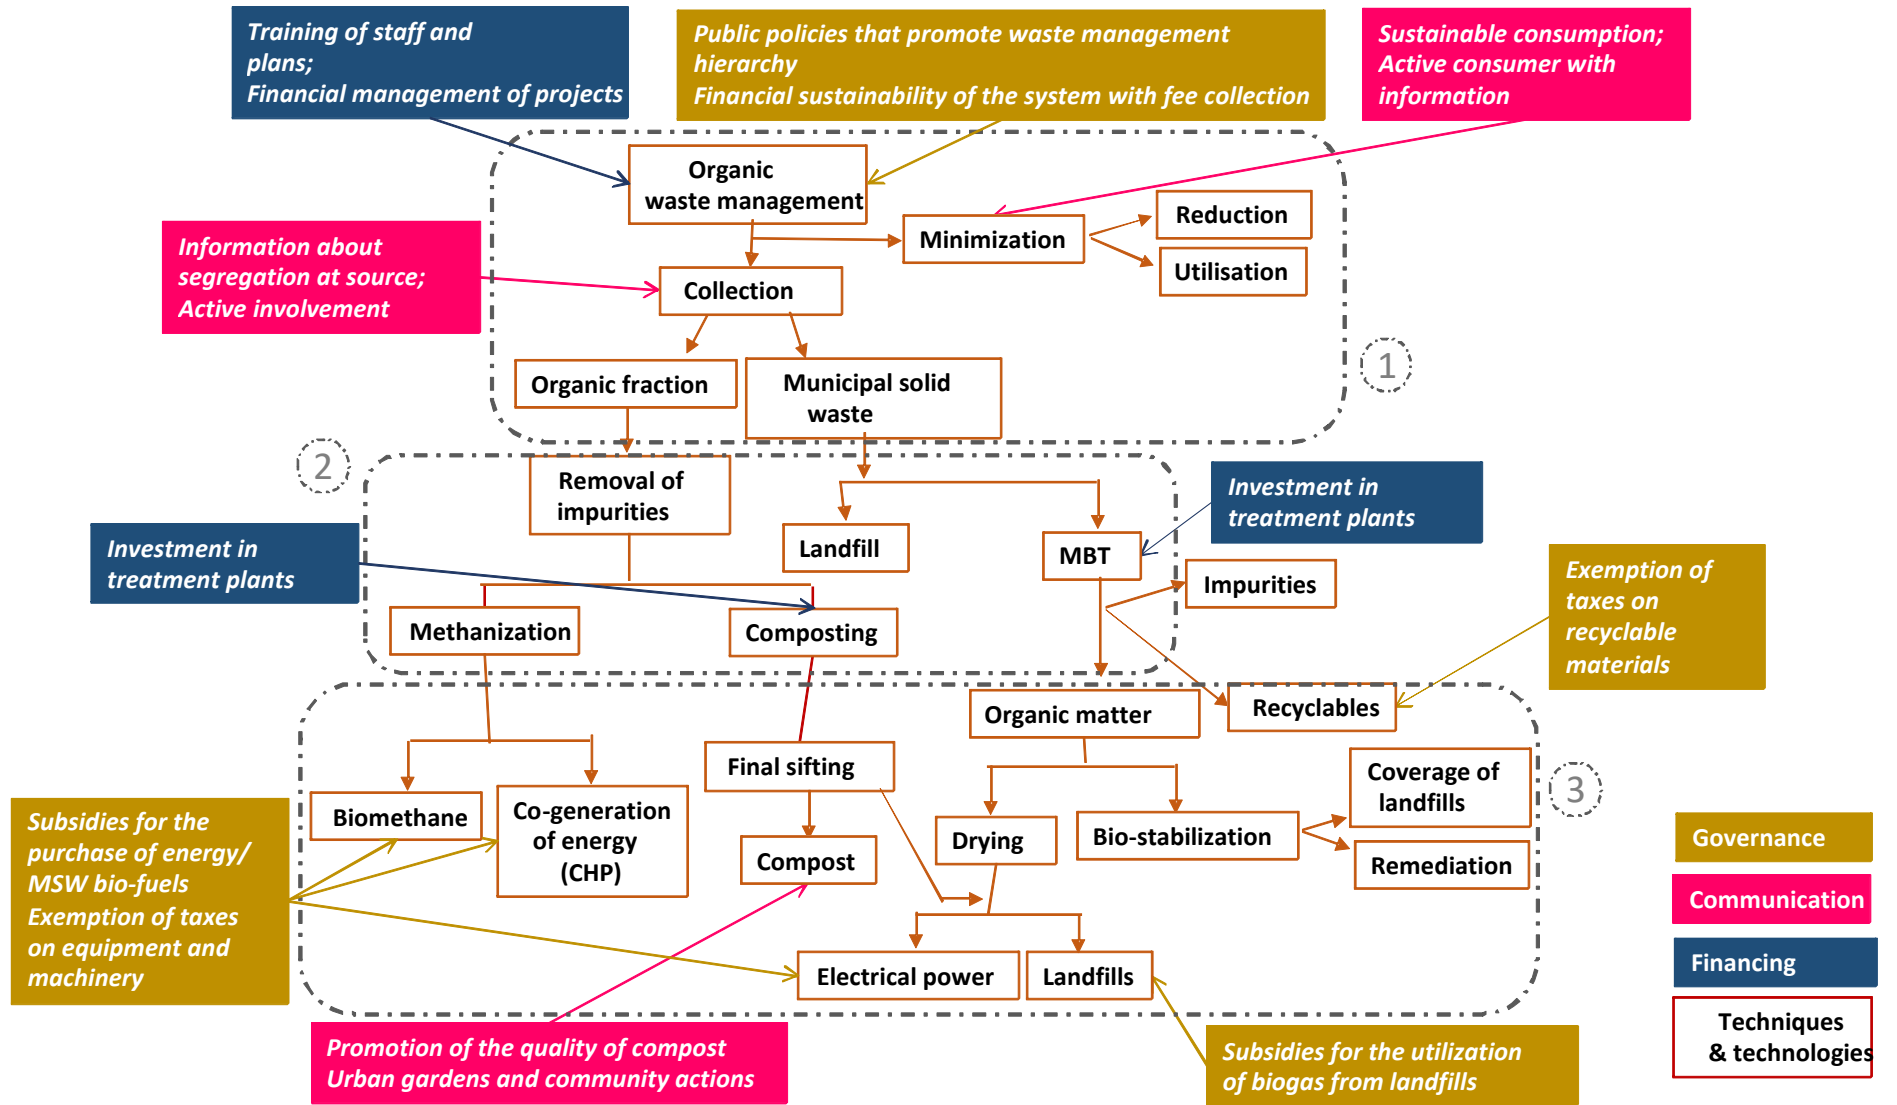 Training of staff and
plans;
Financial management of projects
Public policies that promote waste management
hierarchy
Financial sustainability of the system with fee collection
Sustainable consumption;
Active consumer with
information
Organic
waste management
Minimization
Reduction
Utilisation
Information about
segregation at source;
Active involvement
Collection
Organic fraction
Municipal solid
waste
1
2
Removal of
impurities
Landfill
MBT
Investment in
treatment plants
Investment in
treatment plants
Impurities
Exemption of
taxes on
recyclable
materials
Methanization
Composting
Organic matter
Recyclables
Final sifting
Coverage of
landfills
3
Biomethane
Co-generation
of energy
(CHP)
Compost
Drying
Bio-stabilization
Remediation
Subsidies for the
purchase of energy/
MSW bio-fuels
Exemption of taxes
on equipment and
machinery
Electrical power
Landfills
Promotion of the quality of compost
Urban gardens and community actions
Subsidies for the utilization
of biogas from landfills
Governance
Communication
Financing
Techniques
& technologies